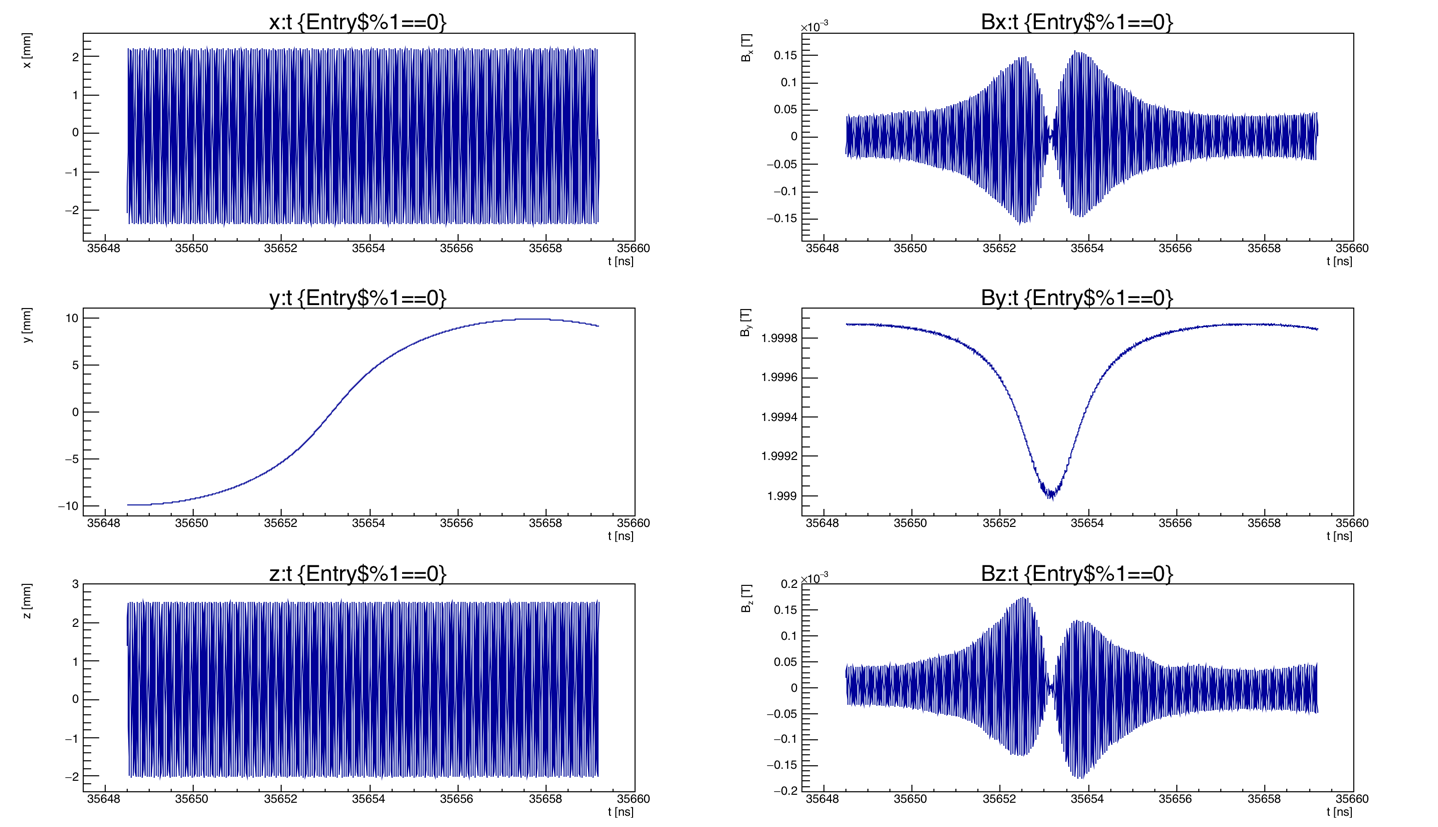 x:t {Entry$%1==0}
x [mm]
2
1
0
−1
−2
35648 35650 35652 35654 35656 35658 35660
t [ns]
Bx:t {Entry$%1==0}
×10⁻³
Bₓ [T]
0.15
0.1
0.05
0
−0.05
−0.1
−0.15
35648 35650 35652 35654 35656 35658 35660
t [ns]
y:t {Entry$%1==0}
y [mm]
10
5
0
−5
−10
35648 35650 35652 35654 35656 35658 35660
t [ns]
By:t {Entry$%1==0}
By [T]
1.9998
1.9996
1.9994
1.9992
1.999
35648 35650 35652 35654 35656 35658 35660
t [ns]
z:t {Entry$%1==0}
z [mm]
3
2
1
0
−1
−2
35648 35650 35652 35654 35656 35658 35660
t [ns]
Bz:t {Entry$%1==0}
×10⁻³
Bz [T]
0.2
0.15
0.1
0.05
0
−0.05
−0.1
−0.15
−0.2
35648 35650 35652 35654 35656 35658 35660
t [ns]